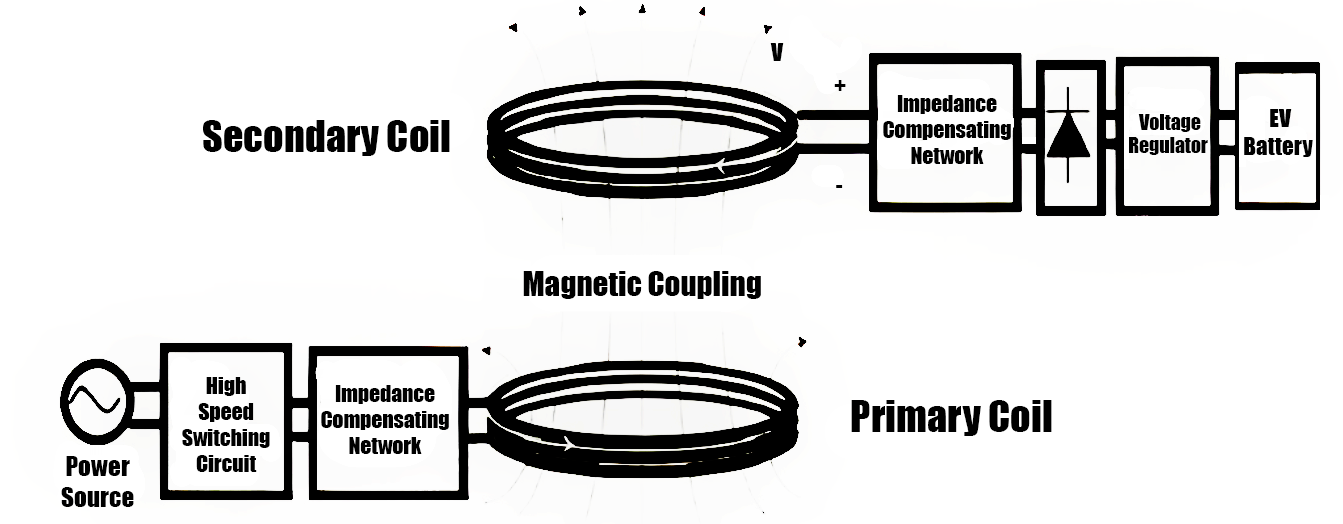 V
+
Secondary Coil
-
Impedance
Compensating
Network
Voltage
Regulator
EV
Battery
Magnetic Coupling
Power
Source
High
Speed
Switching
Circuit
Impedance
Compensating
Network
Primary Coil